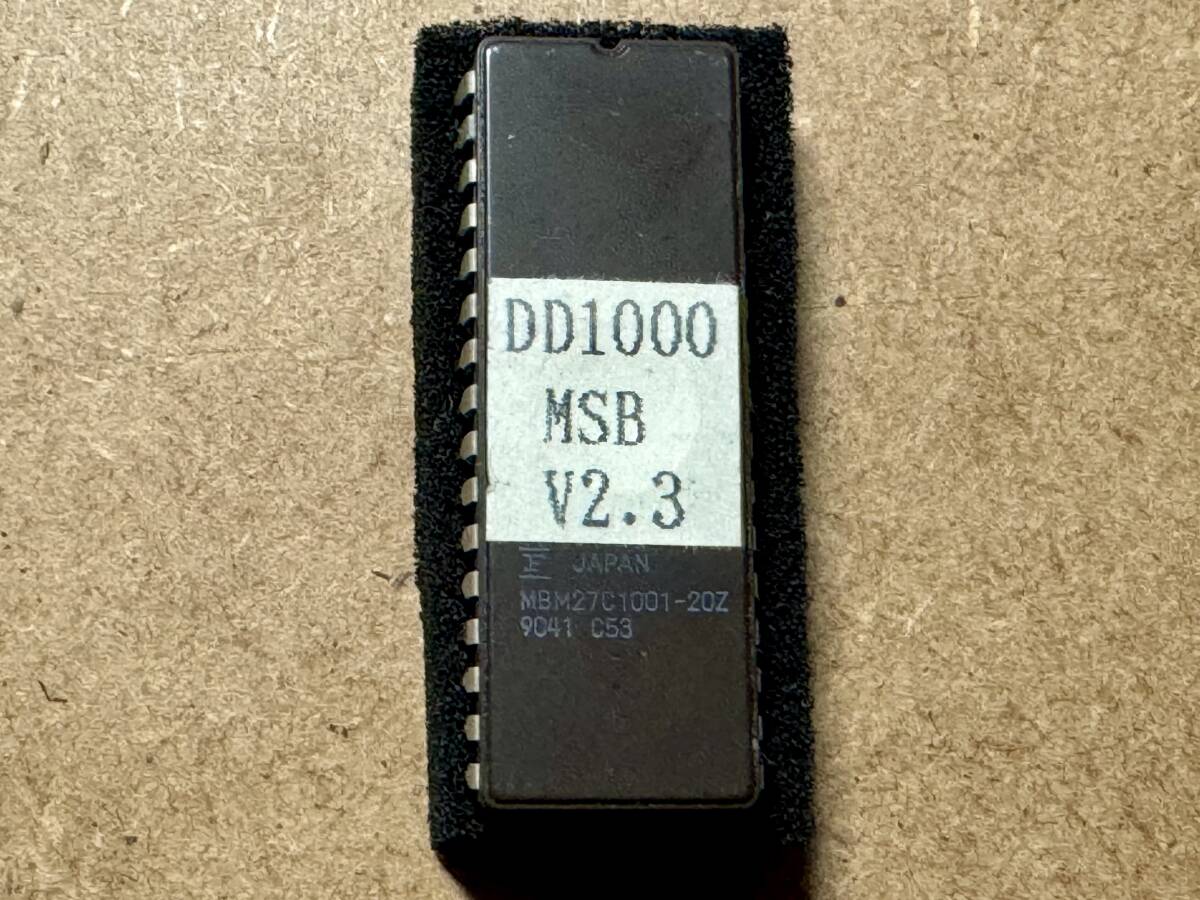 DD1000
MSB
V2.3
JAPAN
MBM27C1001-20Z
9041 C53